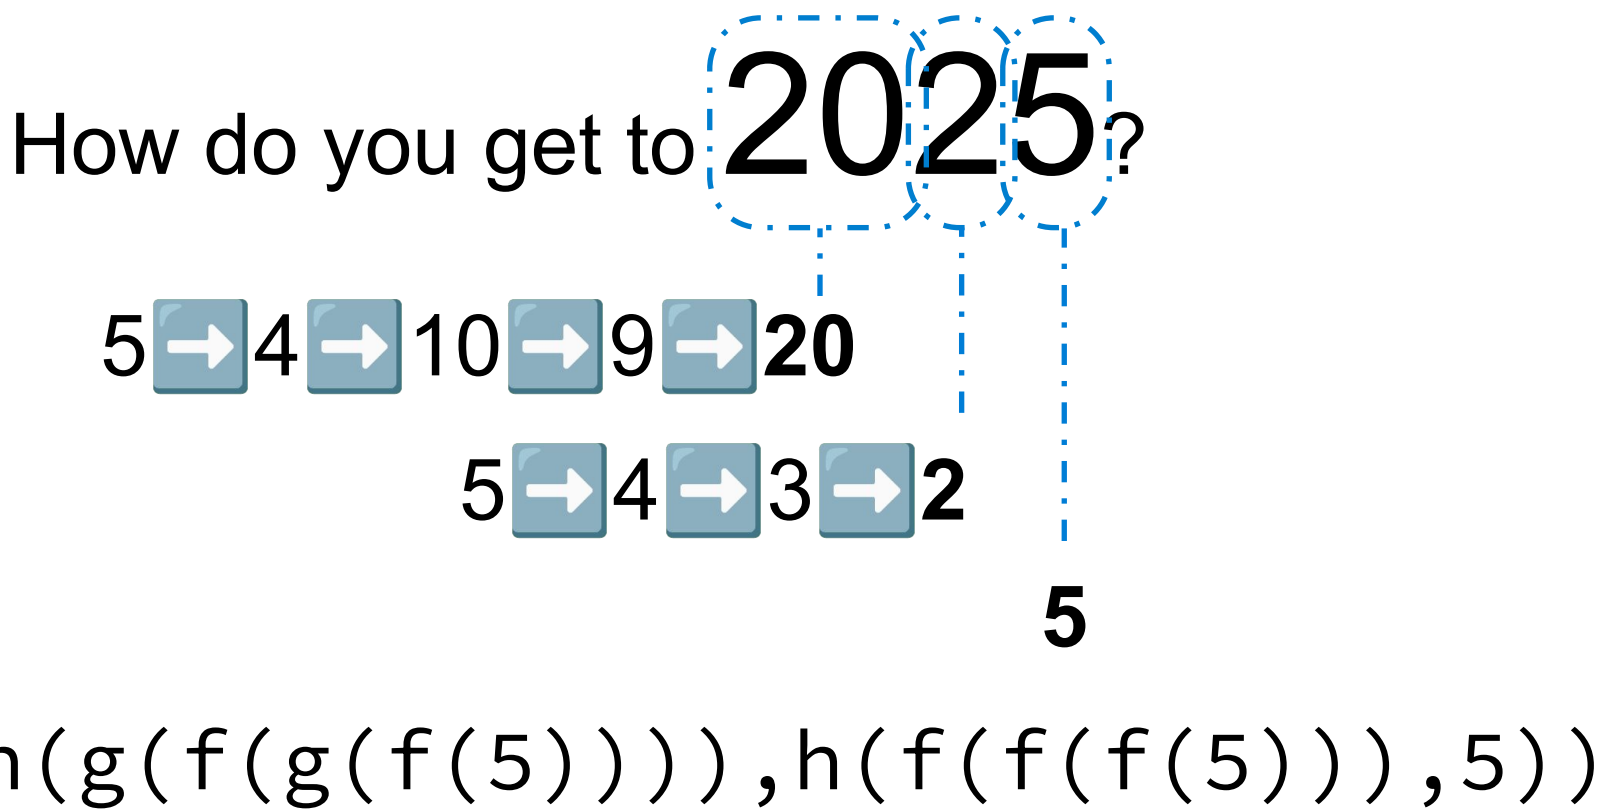 How do you get to 2025?
5➡️4➡️10➡️9➡️20
5➡️4➡️3➡️2
5
h(g(f(g(f(5)))),h(f(f(f(5))),5))